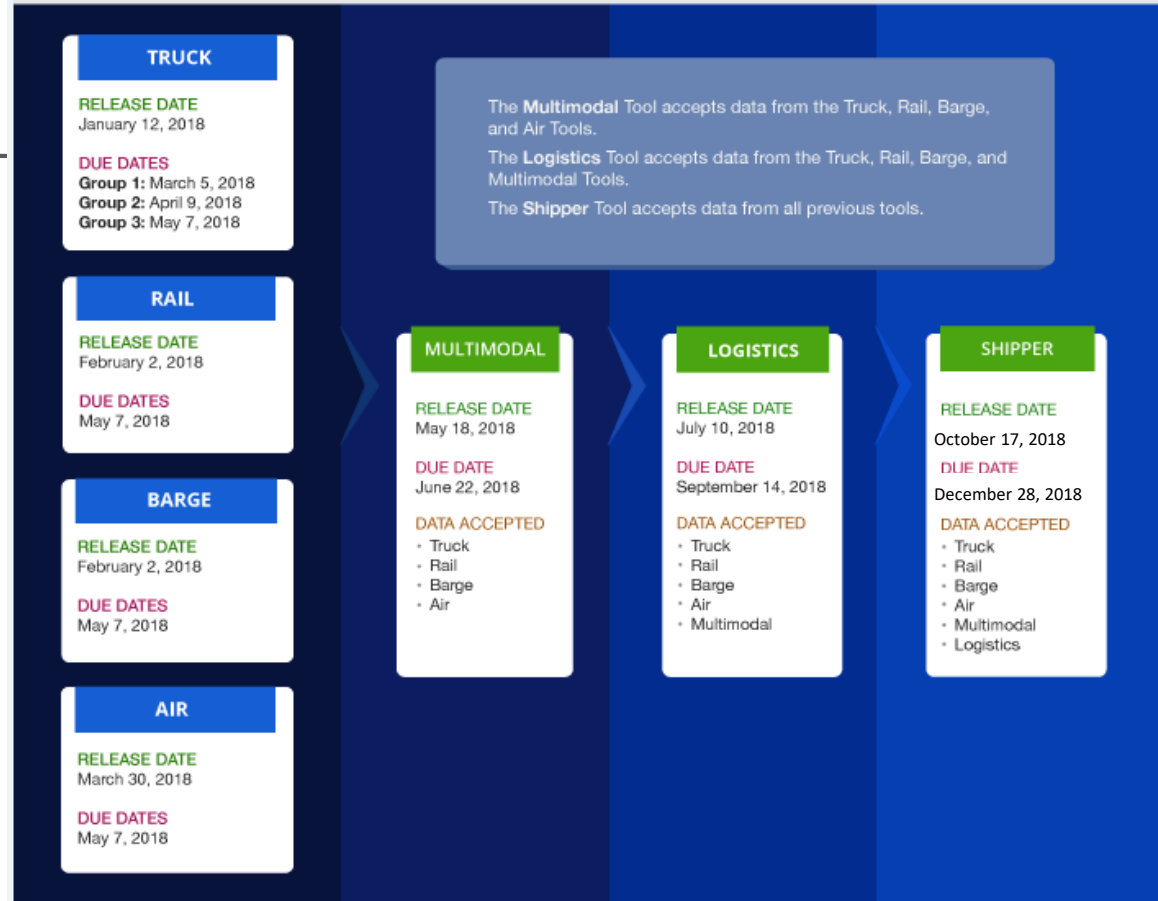 TRUCK
RELEASE DATE
January 12, 2018
DUE DATES
Group 1: March 5, 2018
Group 2: April 9, 2018
Group 3: May 7, 2018
RAIL
RELEASE DATE
February 2, 2018
DUE DATES
May 7, 2018
BARGE
RELEASE DATE
February 2, 2018
DUE DATES
May 7, 2018
AIR
RELEASE DATE
March 30, 2018
DUE DATES
May 7, 2018
The Multimodal Tool accepts data from the Truck, Rail, Barge,
and Air Tools.
The Logistics Tool accepts data from the Truck, Rail, Barge, and
Multimodal Tools.
The Shipper Tool accepts data from all previous tools.
MULTIMODAL
RELEASE DATE
May 18, 2018
DUE DATE
June 22, 2018
DATA ACCEPTED
· Truck
· Rail
· Barge
· Air
LOGISTICS
RELEASE DATE
July 10, 2018
DUE DATE
September 14, 2018
DATA ACCEPTED
· Truck
· Rail
· Barge
· Air
· Multimodal
SHIPPER
RELEASE DATE
October 17, 2018
DUE DATE
December 28, 2018
DATA ACCEPTED
· Truck
· Rail
· Barge
· Air
· Multimodal
· Logistics